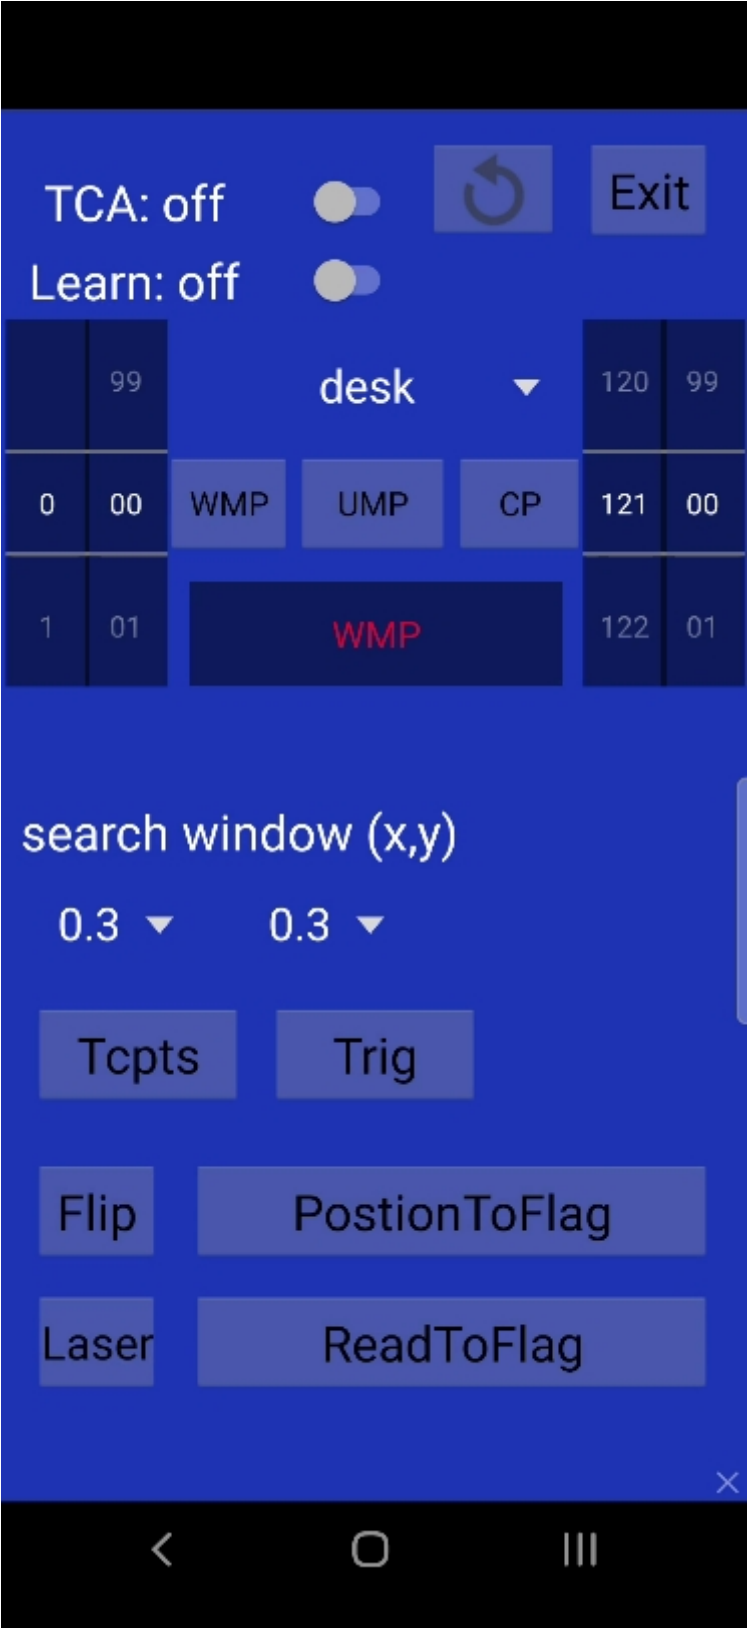 TCA: off Exit
Learn: off
99 desk 120 99
0 00 WMP UMP CP 121 00
1 01 WMP 122 01
search window (x,y)
0.3 0.3
Tcpts Trig
Flip PostionToFlag
Laser ReadToFlag